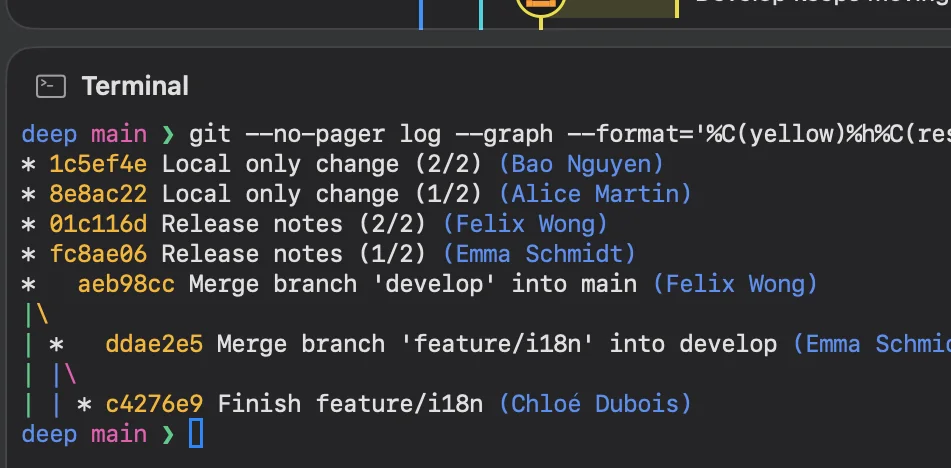 Develop keeps moving
Terminal
deep main ❯ git --no-pager log --graph --format='%C(yellow)%h%C(res
* 1c5ef4e Local only change (2/2) (Bao Nguyen)
* 8e8ac22 Local only change (1/2) (Alice Martin)
* 01c116d Release notes (2/2) (Felix Wong)
* fc8ae06 Release notes (1/2) (Emma Schmidt)
*   aeb98cc Merge branch 'develop' into main (Felix Wong)
|\
| *   ddae2e5 Merge branch 'feature/i18n' into develop (Emma Schmid
| |\
| | * c4276e9 Finish feature/i18n (Chloé Dubois)
deep main ❯